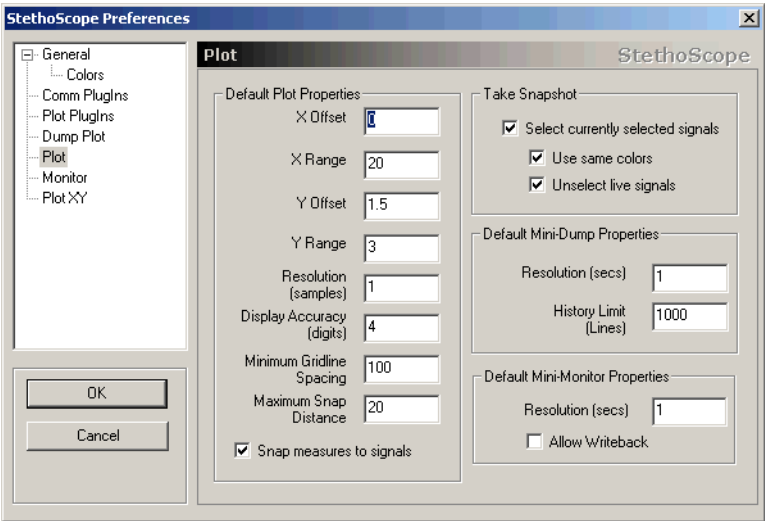 StethoScope Preferences
General
Colors
Comm PlugIns
Plot PlugIns
Dump Plot
Plot
Monitor
Plot XY
OK
Cancel
Plot
StethoScope
Default Plot Properties
X Offset 0
X Range 20
Y Offset 1.5
Y Range 3
Resolution
(samples) 1
Display Accuracy
(digits) 4
Minimum Gridline
Spacing 100
Maximum Snap
Distance 20
Snap measures to signals
Take Snapshot
Select currently selected signals
Use same colors
Unselect live signals
Default Mini-Dump Properties
Resolution (secs) 1
History Limit
(Lines) 1000
Default Mini-Monitor Properties
Resolution (secs) 1
Allow Writeback